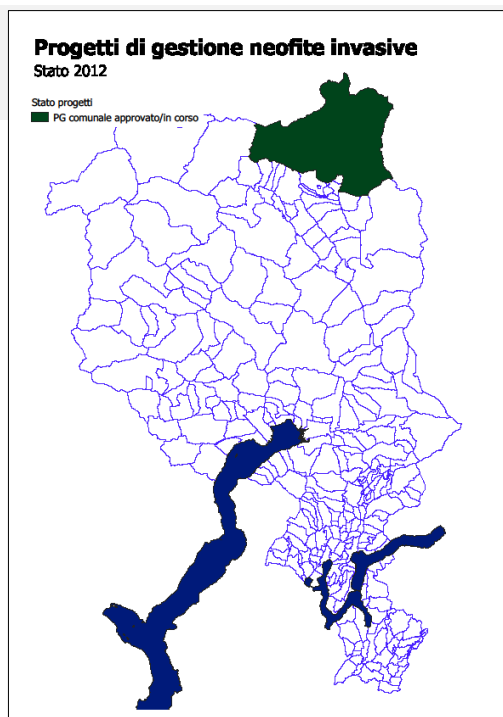 Progetti di gestione neofite invasive
Stato 2012
Stato progetti
PG comunale approvato/in corso